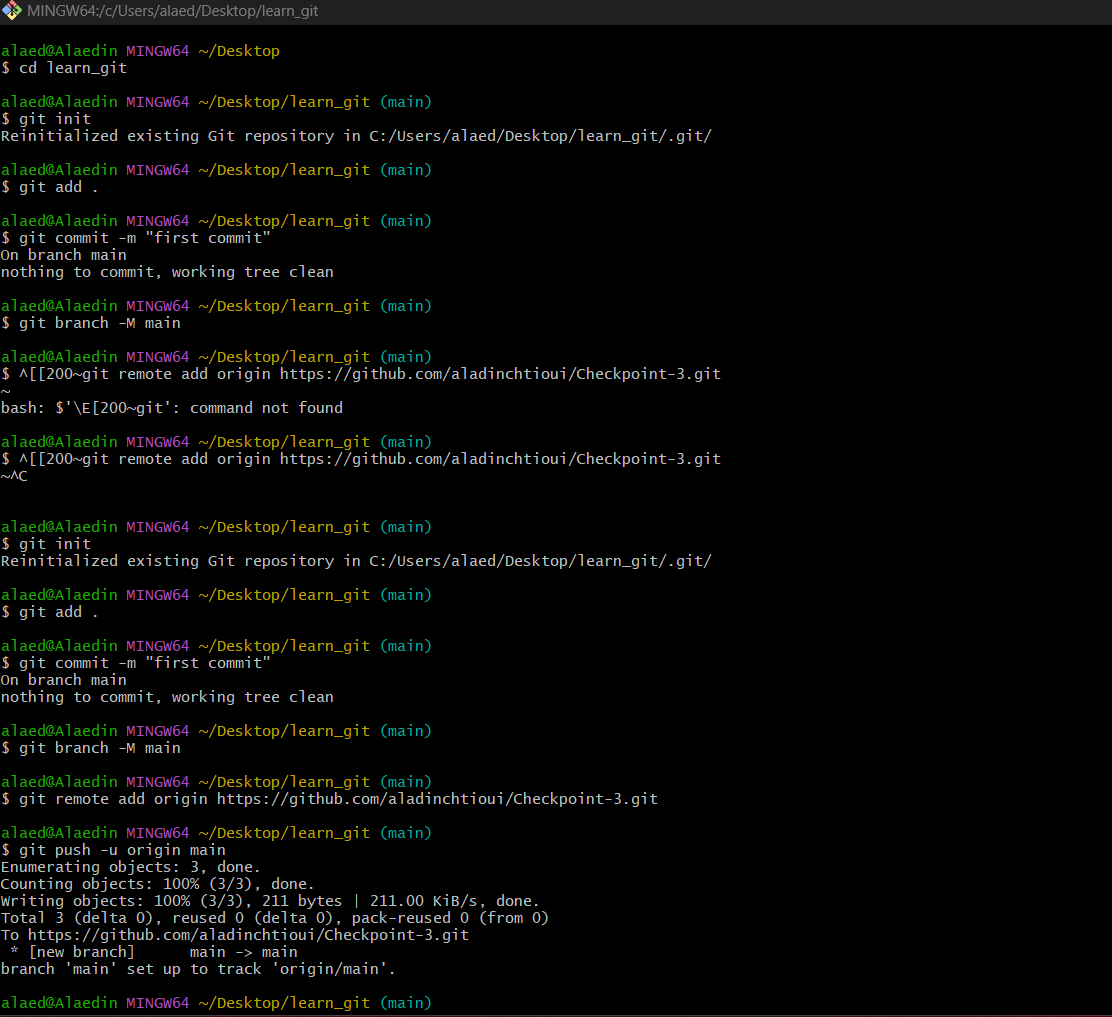 MINGW64:/c/Users/alaed/Desktop/learn_git
alaed@Alaedin MINGW64 ~/Desktop
$ cd learn_git
alaed@Alaedin MINGW64 ~/Desktop/learn_git (main)
$ git init
Reinitialized existing Git repository in C:/Users/alaed/Desktop/learn_git/.git/
alaed@Alaedin MINGW64 ~/Desktop/learn_git (main)
$ git add .
alaed@Alaedin MINGW64 ~/Desktop/learn_git (main)
$ git commit -m "first commit"
On branch main
nothing to commit, working tree clean
alaed@Alaedin MINGW64 ~/Desktop/learn_git (main)
$ git branch -M main
alaed@Alaedin MINGW64 ~/Desktop/learn_git (main)
$ ^[[200~git remote add origin https://github.com/aladinchtioui/Checkpoint-3.git
~
bash: $'\E[200~git': command not found
alaed@Alaedin MINGW64 ~/Desktop/learn_git (main)
$ ^[[200~git remote add origin https://github.com/aladinchtioui/Checkpoint-3.git
~^C
alaed@Alaedin MINGW64 ~/Desktop/learn_git (main)
$ git init
Reinitialized existing Git repository in C:/Users/alaed/Desktop/learn_git/.git/
alaed@Alaedin MINGW64 ~/Desktop/learn_git (main)
$ git add .
alaed@Alaedin MINGW64 ~/Desktop/learn_git (main)
$ git commit -m "first commit"
On branch main
nothing to commit, working tree clean
alaed@Alaedin MINGW64 ~/Desktop/learn_git (main)
$ git branch -M main
alaed@Alaedin MINGW64 ~/Desktop/learn_git (main)
$ git remote add origin https://github.com/aladinchtioui/Checkpoint-3.git
alaed@Alaedin MINGW64 ~/Desktop/learn_git (main)
$ git push -u origin main
Enumerating objects: 3, done.
Counting objects: 100% (3/3), done.
Writing objects: 100% (3/3), 211 bytes | 211.00 KiB/s, done.
Total 3 (delta 0), reused 0 (delta 0), pack-reused 0 (from 0)
To https://github.com/aladinchtioui/Checkpoint-3.git
 * [new branch]      main -> main
branch 'main' set up to track 'origin/main'.
alaed@Alaedin MINGW64 ~/Desktop/learn_git (main)